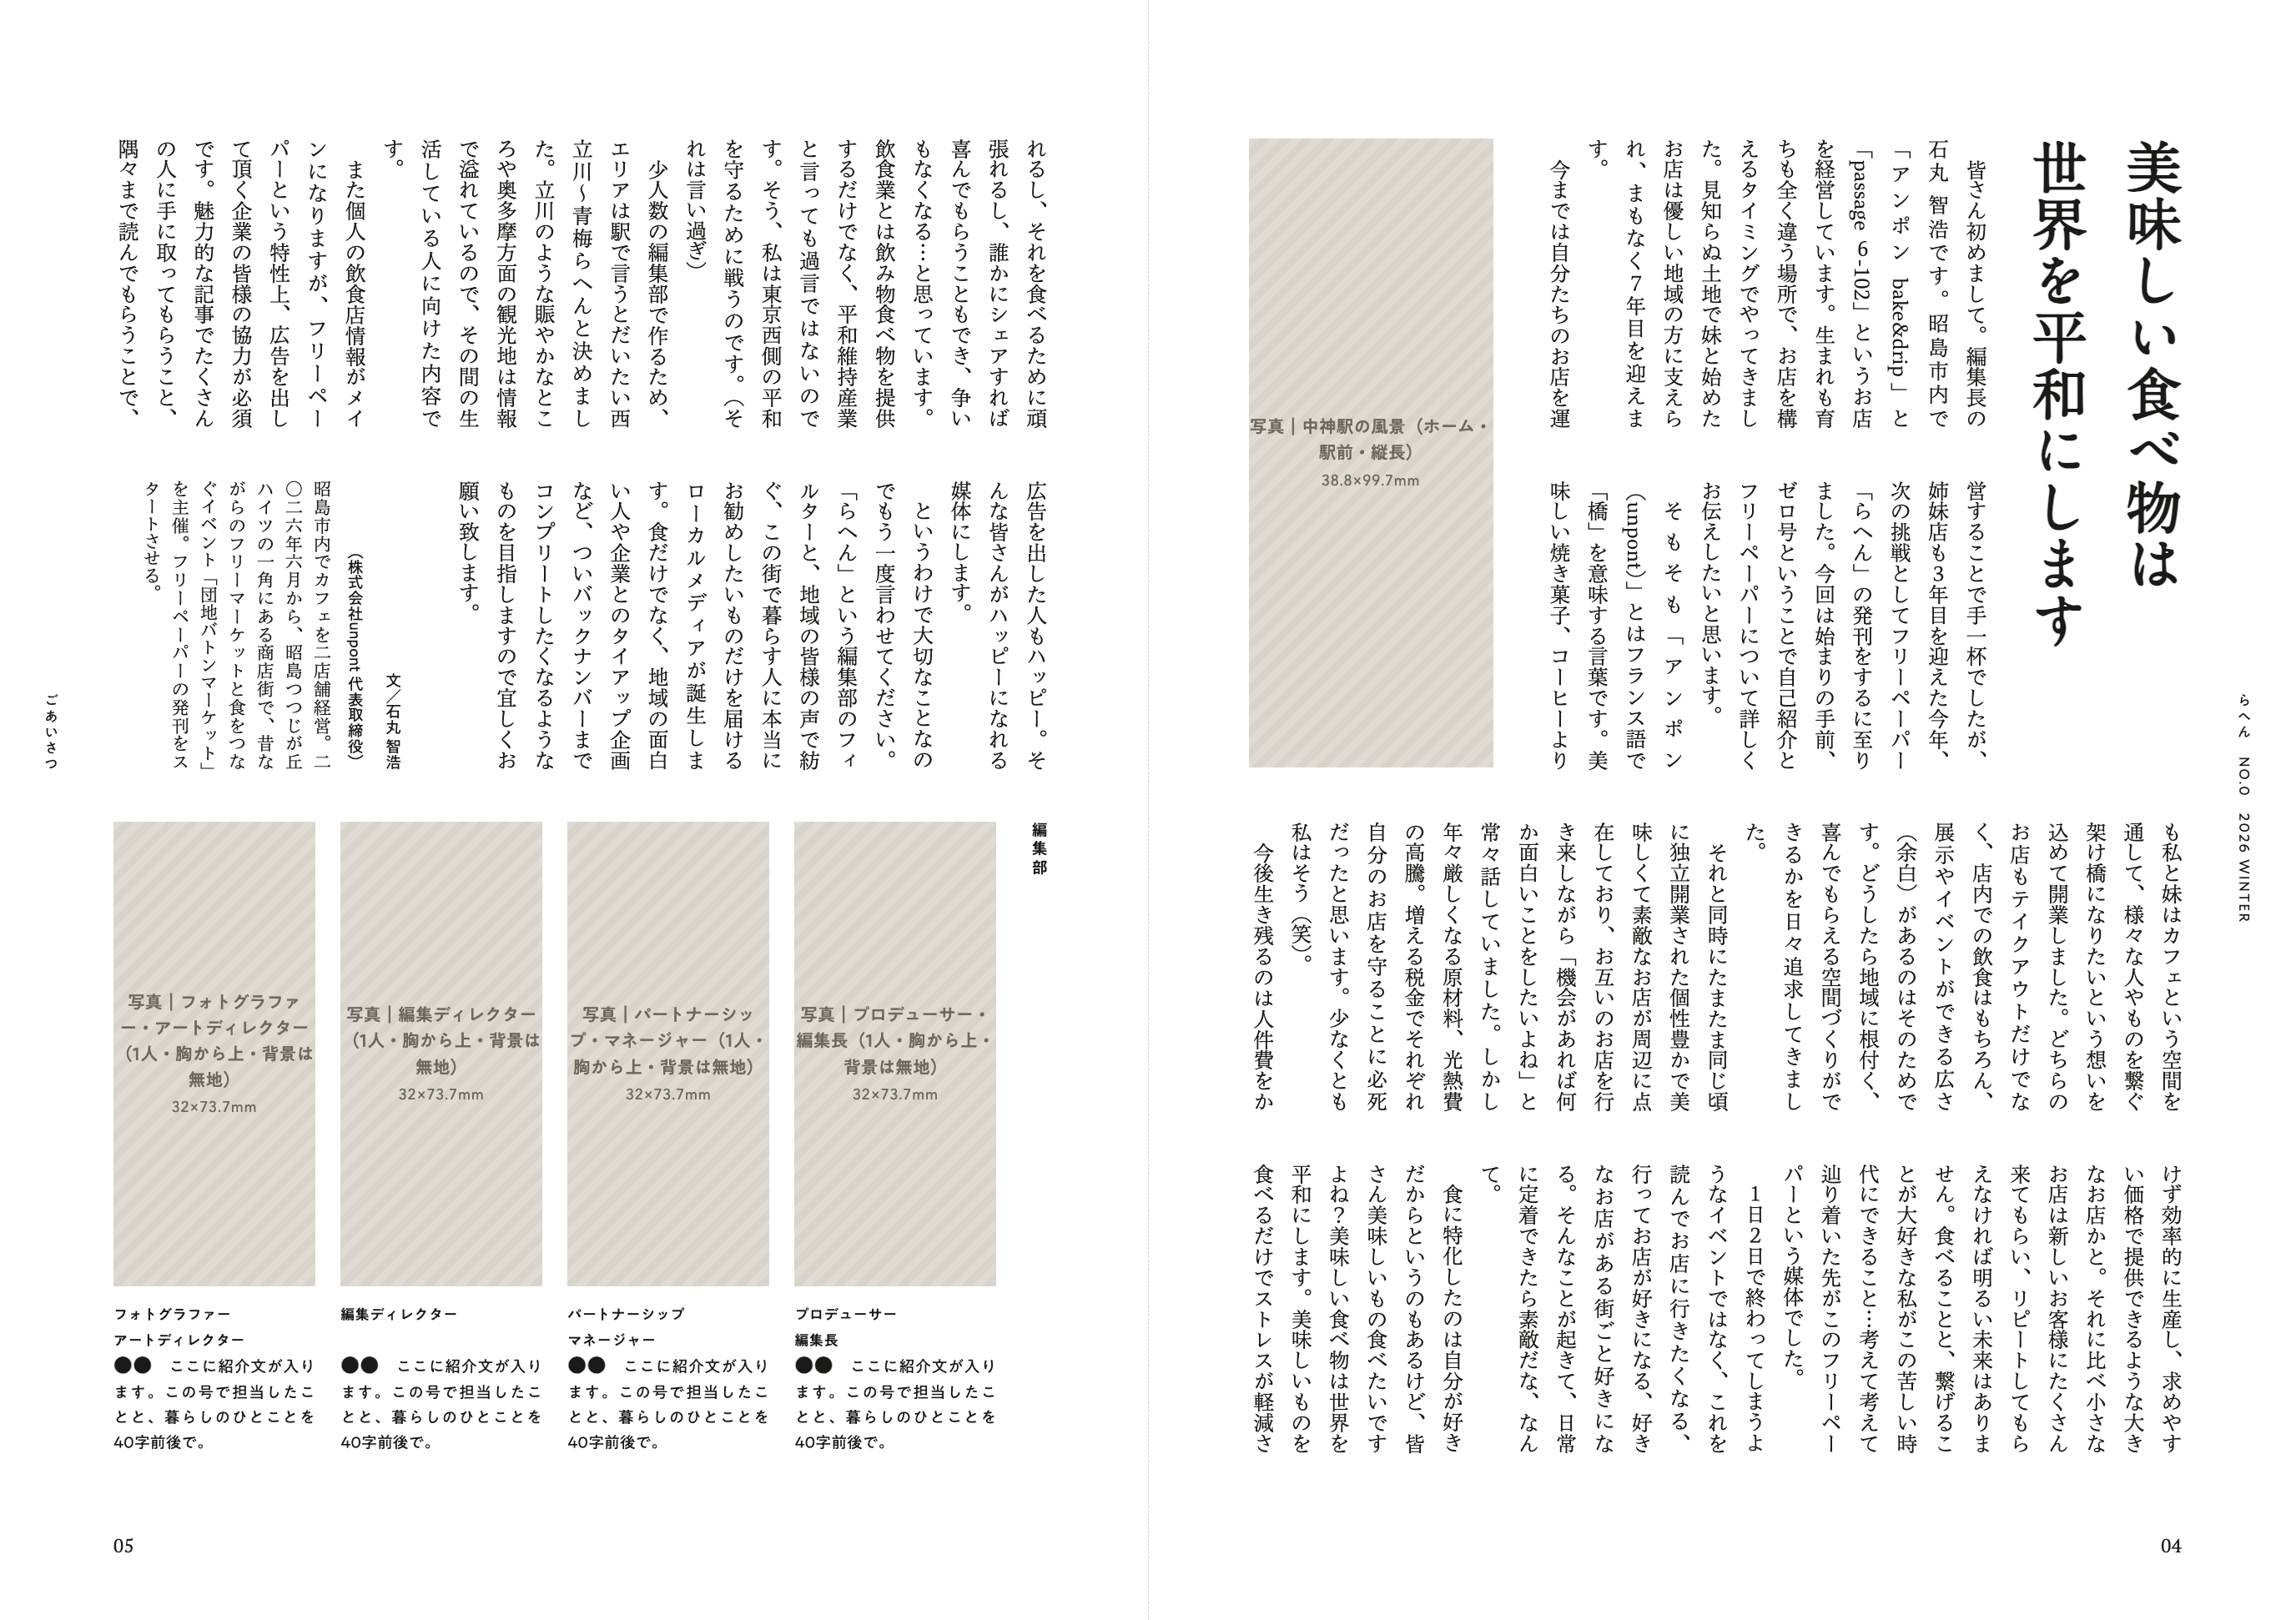 らへん　NO.0　2026 WINTER
美味しい食べ物は
世界を平和にします
　皆さん初めまして。編集長の
石丸 智浩です。昭島市内で
「アンポン bake&drip」と
「passage 6-102」というお店
を経営しています。生まれも育
ちも全く違う場所で、お店を構
えるタイミングでやってきまし
た。見知らぬ土地で妹と始めた
お店は優しい地域の方に支えら
れ、まもなく7年目を迎えま
す。
　今までは自分たちのお店を運
営することで手一杯でしたが、
姉妹店も3年目を迎えた今年、
次の挑戦としてフリーペーパー
「らへん」の発刊をするに至り
ました。今回は始まりの手前、
ゼロ号ということで自己紹介と
フリーペーパーについて詳しく
お伝えしたいと思います。
　そもそも「アンポン
（unpont）」とはフランス語で
「橋」を意味する言葉です。美
味しい焼き菓子、コーヒーより
写真｜中神駅の風景（ホーム・
駅前・縦長）
38.8×99.7mm
も私と妹はカフェという空間を
通して、様々な人やものを繋ぐ
架け橋になりたいという想いを
込めて開業しました。どちらの
お店もテイクアウトだけでな
く、店内での飲食はもちろん、
展示やイベントができる広さ
（余白）があるのはそのためで
す。どうしたら地域に根付く、
喜んでもらえる空間づくりがで
きるかを日々追求してきまし
た。
　それと同時にたまたま同じ頃
に独立開業された個性豊かで美
味しくて素敵なお店が周辺に点
在しており、お互いのお店を行
き来しながら「機会があれば何
か面白いことをしたいよね」と
常々話していました。しかし
年々厳しくなる原材料、光熱費
の高騰。増える税金でそれぞれ
自分のお店を守ることに必死
だったと思います。少なくとも
私はそう（笑）。
　今後生き残るのは人件費をか
けず効率的に生産し、求めやす
い価格で提供できるような大き
なお店かと。それに比べ小さな
お店は新しいお客様にたくさん
来てもらい、リピートしてもら
えなければ明るい未来はありま
せん。食べることと、繋げるこ
とが大好きな私がこの苦しい時
代にできること…考えて考えて
辿り着いた先がこのフリーペー
パーという媒体でした。
　1日2日で終わってしまうよ
うなイベントではなく、これを
読んでお店に行きたくなる、
行ってお店が好きになる、好き
なお店がある街ごと好きにな
る。そんなことが起きて、日常
に定着できたら素敵だな、なん
て。
　食に特化したのは自分が好き
だからというのもあるけど、皆
さん美味しいもの食べたいです
よね？美味しい食べ物は世界を
平和にします。美味しいものを
食べるだけでストレスが軽減さ
04
れるし、それを食べるために頑
張れるし、誰かにシェアすれば
喜んでもらうこともでき、争い
もなくなる…と思っています。
飲食業とは飲み物食べ物を提供
するだけでなく、平和維持産業
と言っても過言ではないので
す。そう、私は東京西側の平和
を守るために戦うのです。（そ
れは言い過ぎ）
　少人数の編集部で作るため、
エリアは駅で言うとだいたい西
立川〜青梅らへんと決めまし
た。立川のような賑やかなとこ
ろや奥多摩方面の観光地は情報
で溢れているので、その間の生
活している人に向けた内容で
す。
　また個人の飲食店情報がメイ
ンになりますが、フリーペー
パーという特性上、広告を出し
て頂く企業の皆様の協力が必須
です。魅力的な記事でたくさん
の人に手に取ってもらうこと、
隅々まで読んでもらうことで、
広告を出した人もハッピー。そ
んな皆さんがハッピーになれる
媒体にします。
　というわけで大切なことなの
でもう一度言わせてください。
「らへん」という編集部のフィ
ルターと、地域の皆様の声で紡
ぐ、この街で暮らす人に本当に
お勧めしたいものだけを届ける
ローカルメディアが誕生しま
す。食だけでなく、地域の面白
い人や企業とのタイアップ企画
など、ついバックナンバーまで
コンプリートしたくなるような
ものを目指しますので宜しくお
願い致します。
文／石丸 智浩
（株式会社unpont 代表取締役）
昭島市内でカフェを二店舗経営。二
〇二六年六月から、昭島つつじが丘
ハイツの一角にある商店街で、昔な
がらのフリーマーケットと食をつな
ぐイベント「団地バトンマーケット」
を主催。フリーペーパーの発刊をス
タートさせる。
ごあいさつ
編集部
写真｜プロデューサー・
編集長（1人・胸から上・
背景は無地）
32×73.7mm
プロデューサー
編集長
●●　ここに紹介文が入り
ます。この号で担当したこ
とと、暮らしのひとことを
40字前後で。
写真｜パートナーシッ
プ・マネージャー（1人・
胸から上・背景は無地）
32×73.7mm
パートナーシップ
マネージャー
●●　ここに紹介文が入り
ます。この号で担当したこ
とと、暮らしのひとことを
40字前後で。
写真｜編集ディレクター
（1人・胸から上・背景は
無地）
32×73.7mm
編集ディレクター
●●　ここに紹介文が入り
ます。この号で担当したこ
とと、暮らしのひとことを
40字前後で。
写真｜フォトグラファ
ー・アートディレクター
（1人・胸から上・背景は
無地）
32×73.7mm
フォトグラファー
アートディレクター
●●　ここに紹介文が入り
ます。この号で担当したこ
とと、暮らしのひとことを
40字前後で。
05